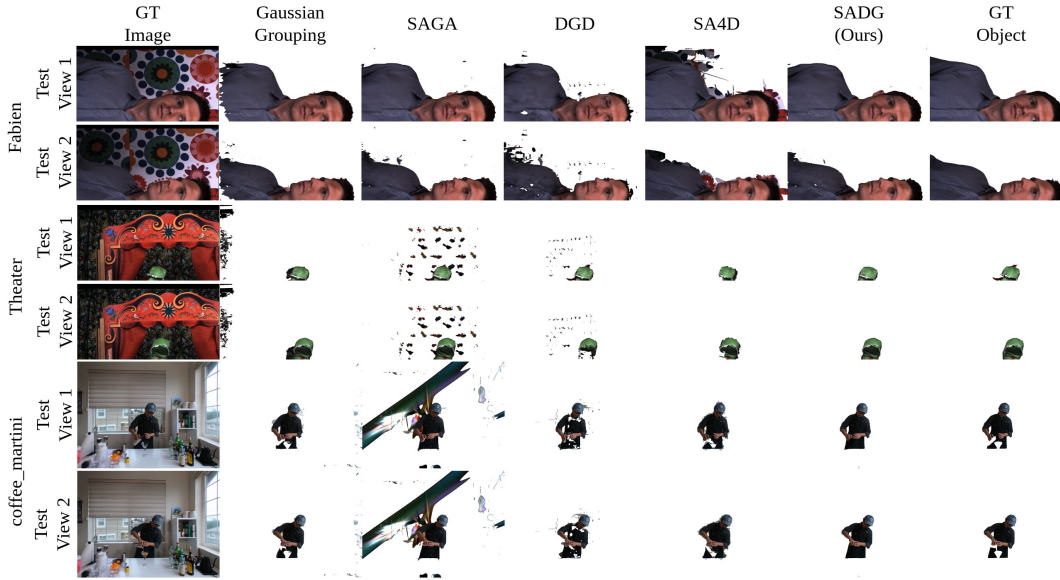 GT
Image
Gaussian
Grouping
SAGA
DGD
SA4D
SADG
(Ours)
GT
Object
Fabien
Test
View 1
Test
View 2
Theater
Test
View 1
Test
View 2
coffee_martini
Test
View 1
Test
View 2